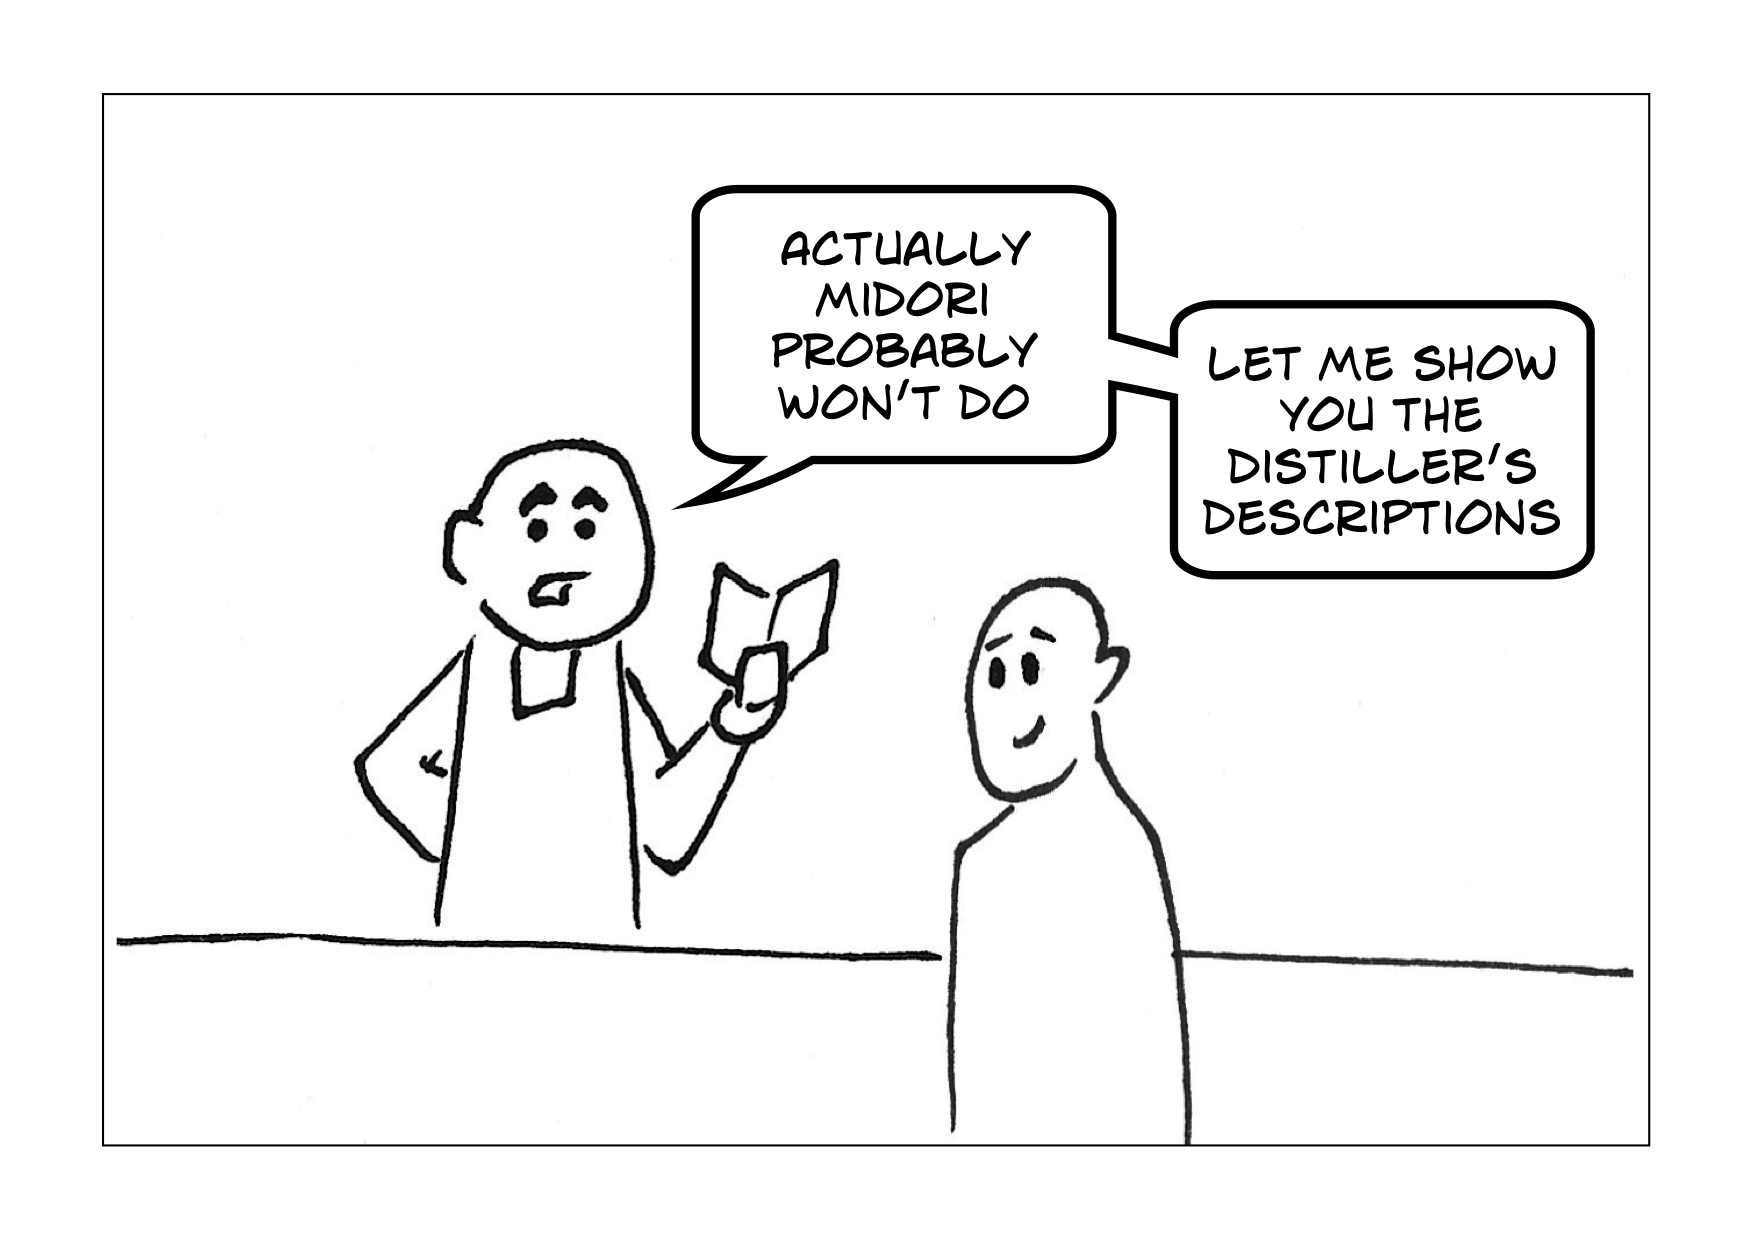 ACTUALLY
MIDORI
PROBABLY
WON'T DO
LET ME SHOW
YOU THE
DISTILLER'S
DESCRIPTIONS